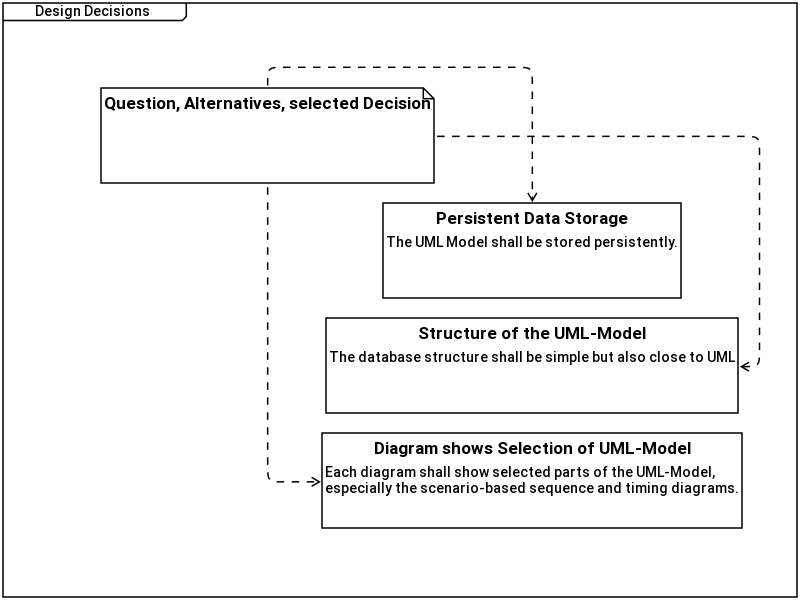 Design Decisions
Question, Alternatives, selected Decision
Persistent Data Storage
The UML Model shall be stored persistently.
Structure of the UML-Model
The database structure shall be simple but also close to UML
Diagram shows Selection of UML-Model
Each diagram shall show selected parts of the UML-Model,
especially the scenario-based sequence and timing diagrams.